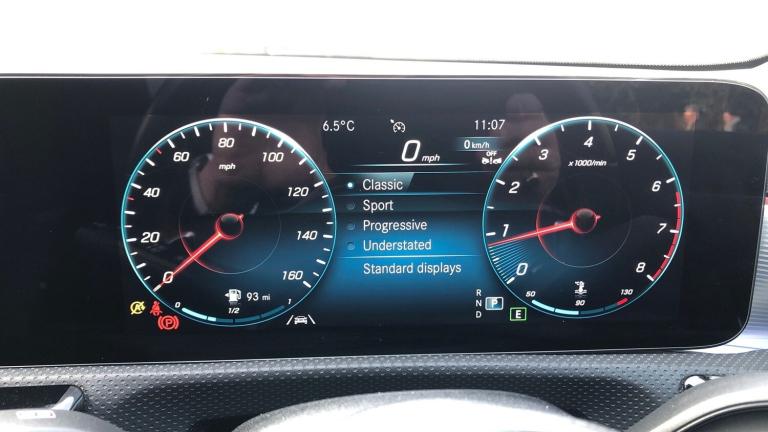 6.5°C
11:07
0 mph
0 km/h
OFF
Classic
Sport
Progressive
Understated
Standard displays
0
20
40
60
80
100
120
140
160
mph
93 mi
0
1/2
1
P
0
1
2
3
4
5
6
7
8
x1000/min
R
N
D
P
E
50
90
130